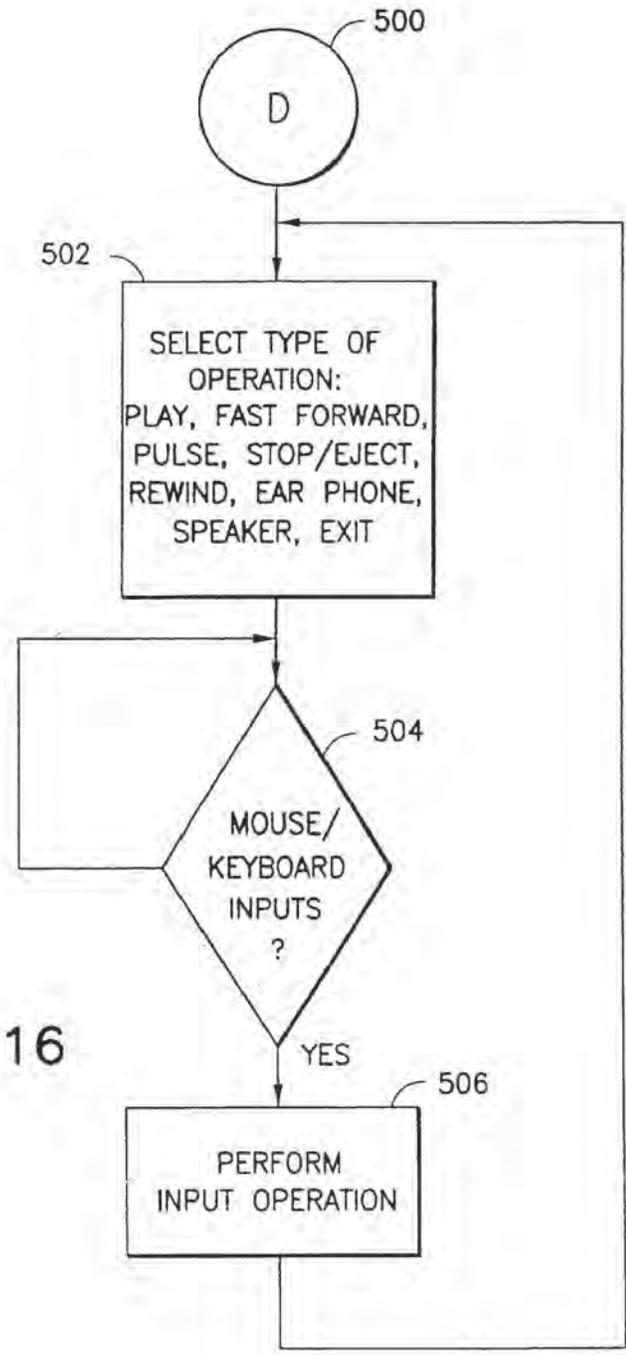 500
D
502
SELECT TYPE OF
OPERATION:
PLAY, FAST FORWARD,
PULSE, STOP/EJECT,
REWIND, EAR PHONE,
SPEAKER, EXIT
504
MOUSE/
KEYBOARD
INPUTS
?
16
YES
506
PERFORM
INPUT OPERATION